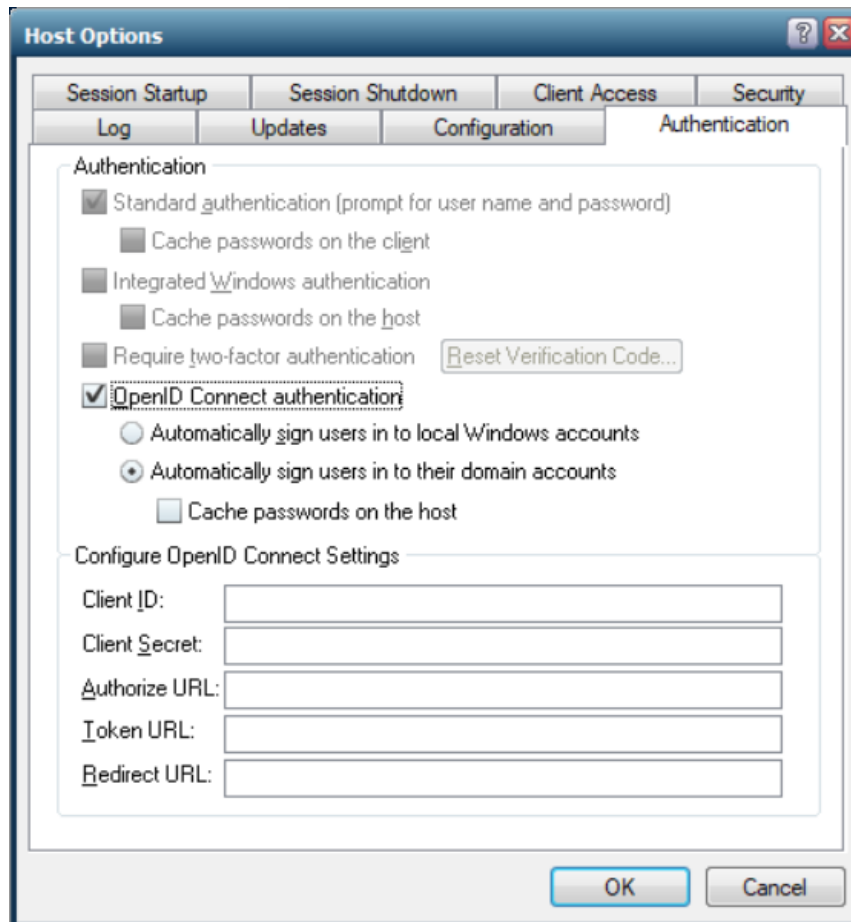 Host Options
Session Startup Session Shutdown Client Access Security
Log Updates Configuration Authentication
Authentication
Standard authentication (prompt for user name and password)
Cache passwords on the client
Integrated Windows authentication
Cache passwords on the host
Require two-factor authentication Reset Verification Code...
OpenID Connect authentication
Automatically sign users in to local Windows accounts
Automatically sign users in to their domain accounts
Cache passwords on the host
Configure OpenID Connect Settings
Client ID:
Client Secret:
Authorize URL:
Token URL:
Redirect URL:
OK Cancel